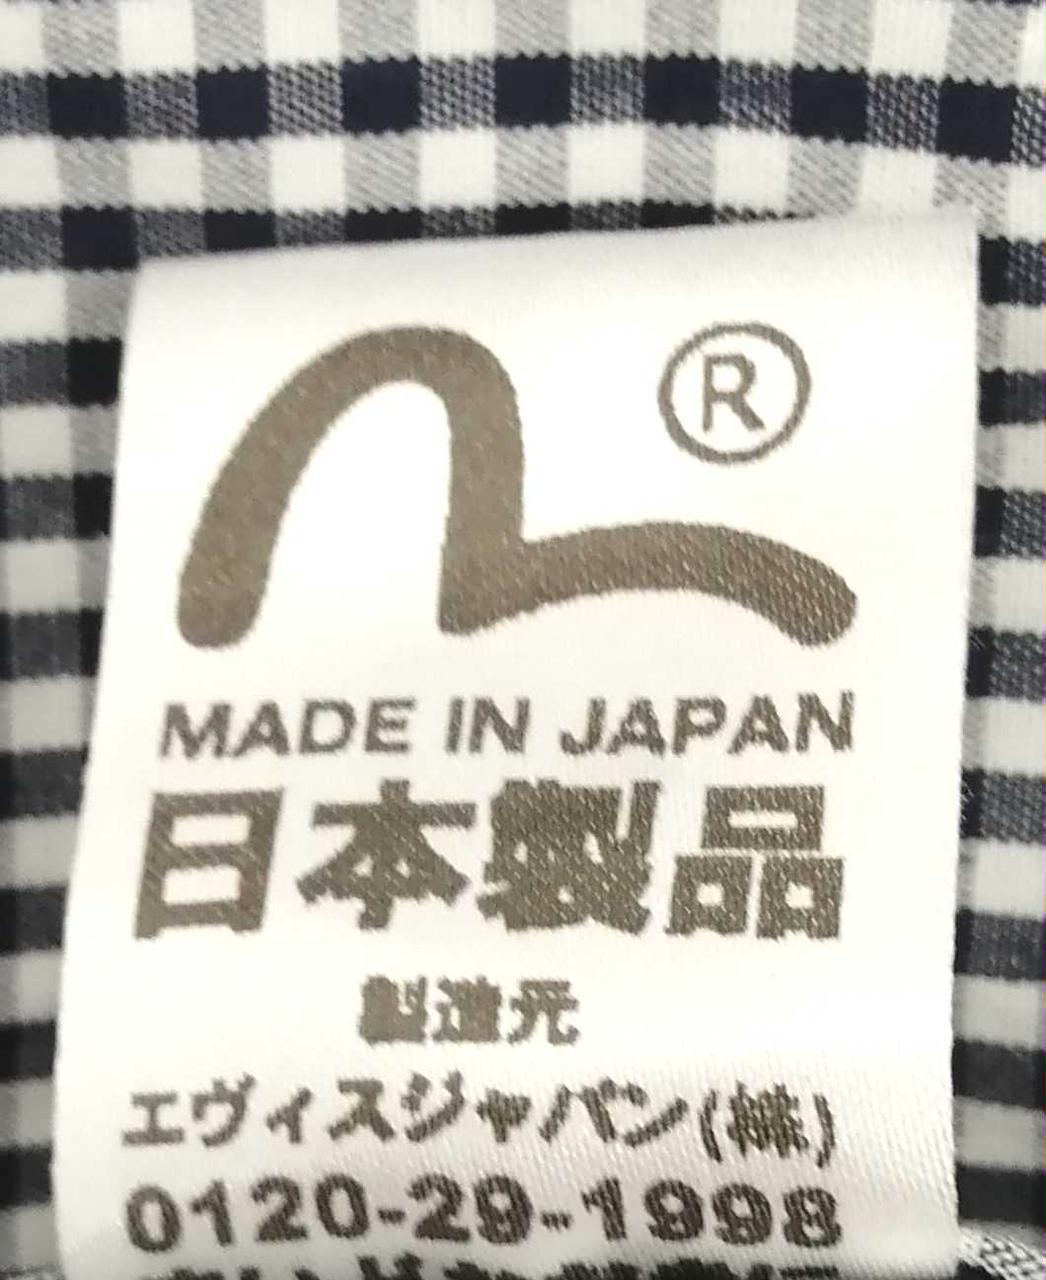 ®
MADE IN JAPAN
日本製品
製造元
エヴィスジャパン(株)
0120-29-1998